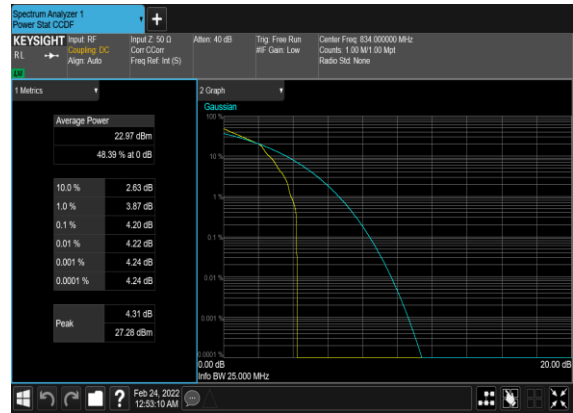 Spectrum Analyzer 1
Power Stat CCDF
KEYSIGHT
RL
Input: RF
Coupling: DC
Align: Auto
Input Z: 50 Ω
Corr CCorr
Freq Ref: Int (S)
Atten: 40 dB
Trig: Free Run
#IF Gain: Low
Center Freq: 834.000000 MHz
Counts: 1.00 M/1.00 Mpt
Radio Std: None
1 Metrics
Average Power
22.97 dBm
48.39 % at 0 dB
10.0 % 2.63 dB
1.0 % 3.87 dB
0.1 % 4.20 dB
0.01 % 4.22 dB
0.001 % 4.24 dB
0.0001 % 4.24 dB
Peak
4.31 dB
27.28 dBm
2 Graph
Gaussian
100 %
10 %
1 %
0.1 %
0.01 %
0.001 %
0.0001 %
0.00 dB 20.00 dB
Info BW 25.000 MHz
Feb 24, 2022
12:53:10 AM